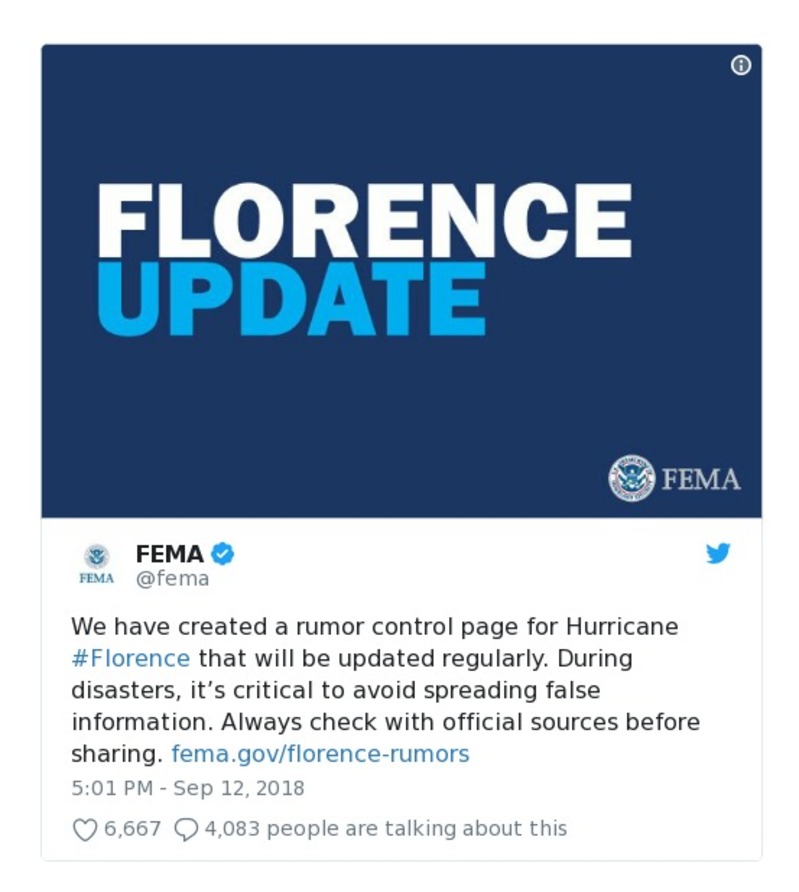 FLORENCE
UPDATE
FEMA
FEMA
FEMA
@fema
We have created a rumor control page for Hurricane
#Florence that will be updated regularly. During
disasters, it’s critical to avoid spreading false
information. Always check with official sources before
sharing. fema.gov/florence-rumors
5:01 PM - Sep 12, 2018
6,667 4,083 people are talking about this